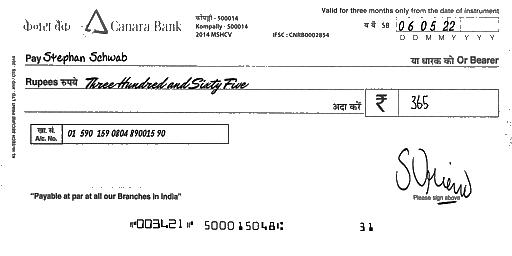 केनरा बैंक Canara Bank
कोंपल्ली - 500014
Kompally - 500014
2014 MSHCV
IFSC : CNRB0002854
Valid for three months only from the date of instrument
SB 06 05 22
D D M M Y Y Y Y
Pay Stephan Schwab
या धारक को Or Bearer
Rupees रुपये Three Hundred and Sixty Five
अदा करें ₹ 365
खा. सं.
A/c. No. 01 590 159 0804 890015 90
Please sign above
"Payable at par at all our Branches in India"
⑈003421⑈ 500015048⑆ 31